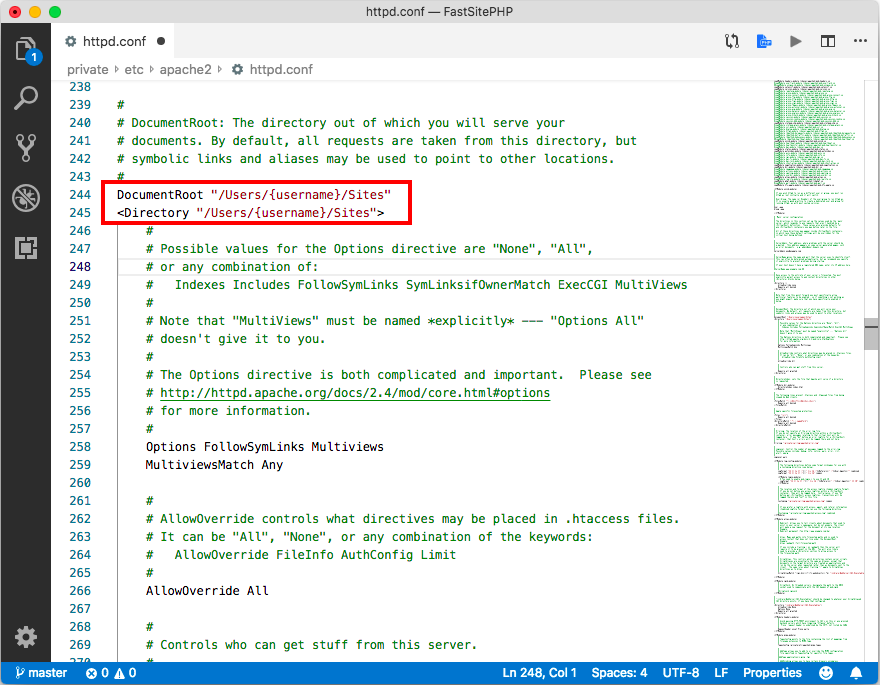 httpd.conf — FastSitePHP
httpd.conf
private › etc › apache2 › httpd.conf
1
238
239 #
240 # DocumentRoot: The directory out of which you will serve your
241 # documents. By default, all requests are taken from this directory, but
242 # symbolic links and aliases may be used to point to other locations.
243 #
244 DocumentRoot "/Users/{username}/Sites"
245 <Directory "/Users/{username}/Sites">
246 #
247 # Possible values for the Options directive are "None", "All",
248 # or any combination of:
249 #   Indexes Includes FollowSymLinks SymLinksifOwnerMatch ExecCGI MultiViews
250 #
251 # Note that "MultiViews" must be named *explicitly* --- "Options All"
252 # doesn't give it to you.
253 #
254 # The Options directive is both complicated and important.  Please see
255 # http://httpd.apache.org/docs/2.4/mod/core.html#options
256 # for more information.
257 #
258 Options FollowSymLinks Multiviews
259 MultiviewsMatch Any
260
261 #
262 # AllowOverride controls what directives may be placed in .htaccess files.
263 # It can be "All", "None", or any combination of the keywords:
264 #   AllowOverride FileInfo AuthConfig Limit
265 #
266 AllowOverride All
267
268 #
269 # Controls who can get stuff from this server.
270 #
master 0 0 Ln 248, Col 1 Spaces: 4 UTF-8 LF Properties